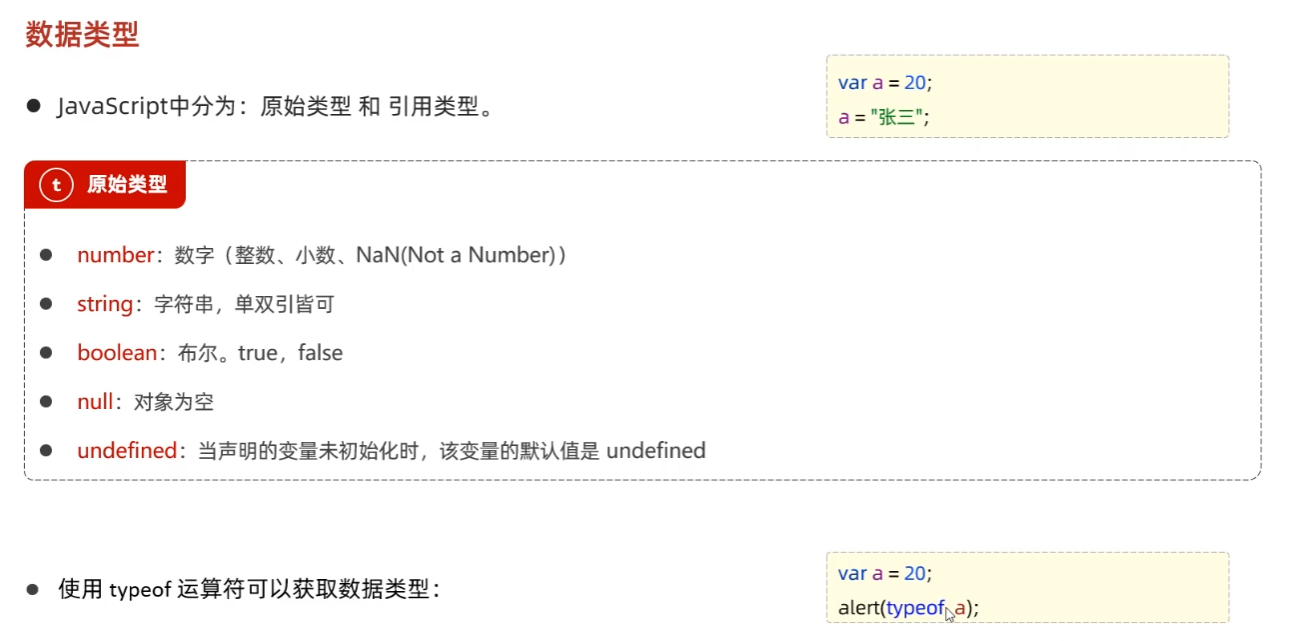 数据类型
JavaScript中分为：原始类型 和 引用类型。
var a = 20;
a = "张三";
t 原始类型
number：数字（整数、小数、NaN(Not a Number)）
string：字符串，单双引皆可
boolean：布尔。true，false
null：对象为空
undefined：当声明的变量未初始化时，该变量的默认值是 undefined
使用 typeof 运算符可以获取数据类型：
var a = 20;
alert(typeof a);